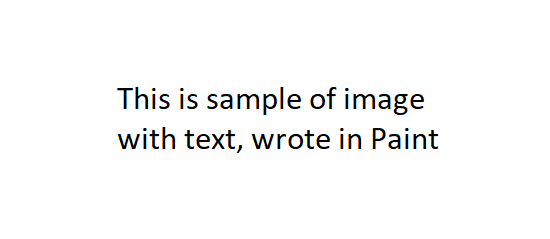 This is sample of image
with text, wrote in Paint